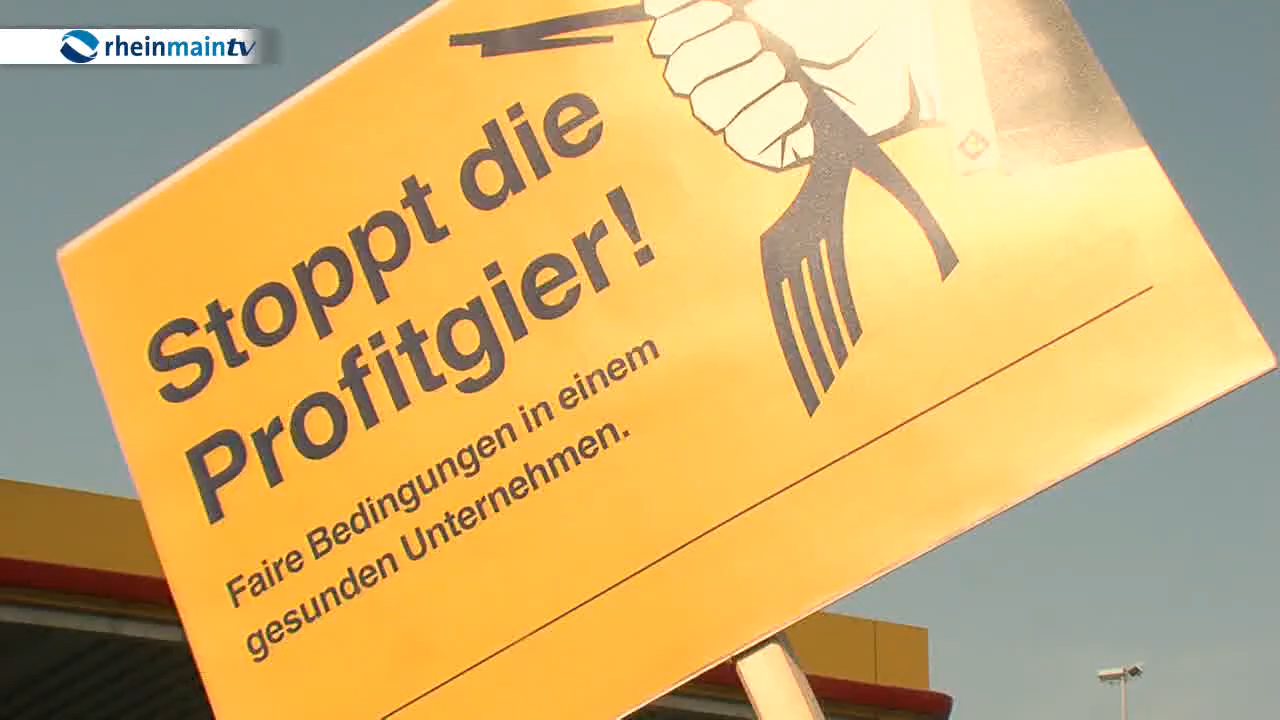 rheinmaintv
Stoppt die
Profitgier!
Faire Bedingungen in einem
gesunden Unternehmen.